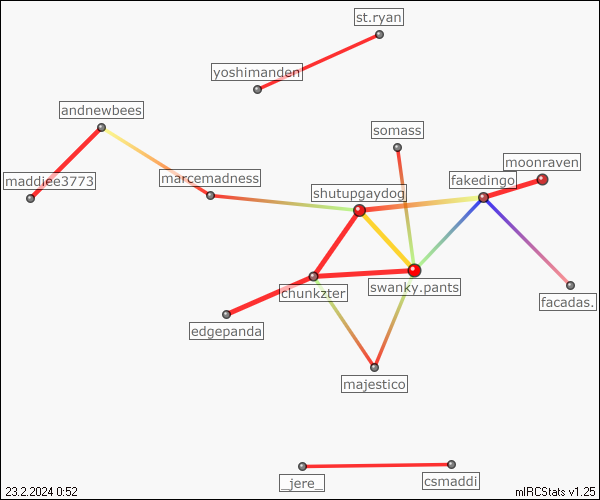 st.ryan
yoshimanden
andnewbees
somass
moonraven
maddiee3773
marcemadness
fakedingo
shutupgaydog
swanky.pants
chunkzter
facadas.
edgepanda
majestico
_jere_
csmaddi
23.2.2024 0:52
mIRCStats v1.25